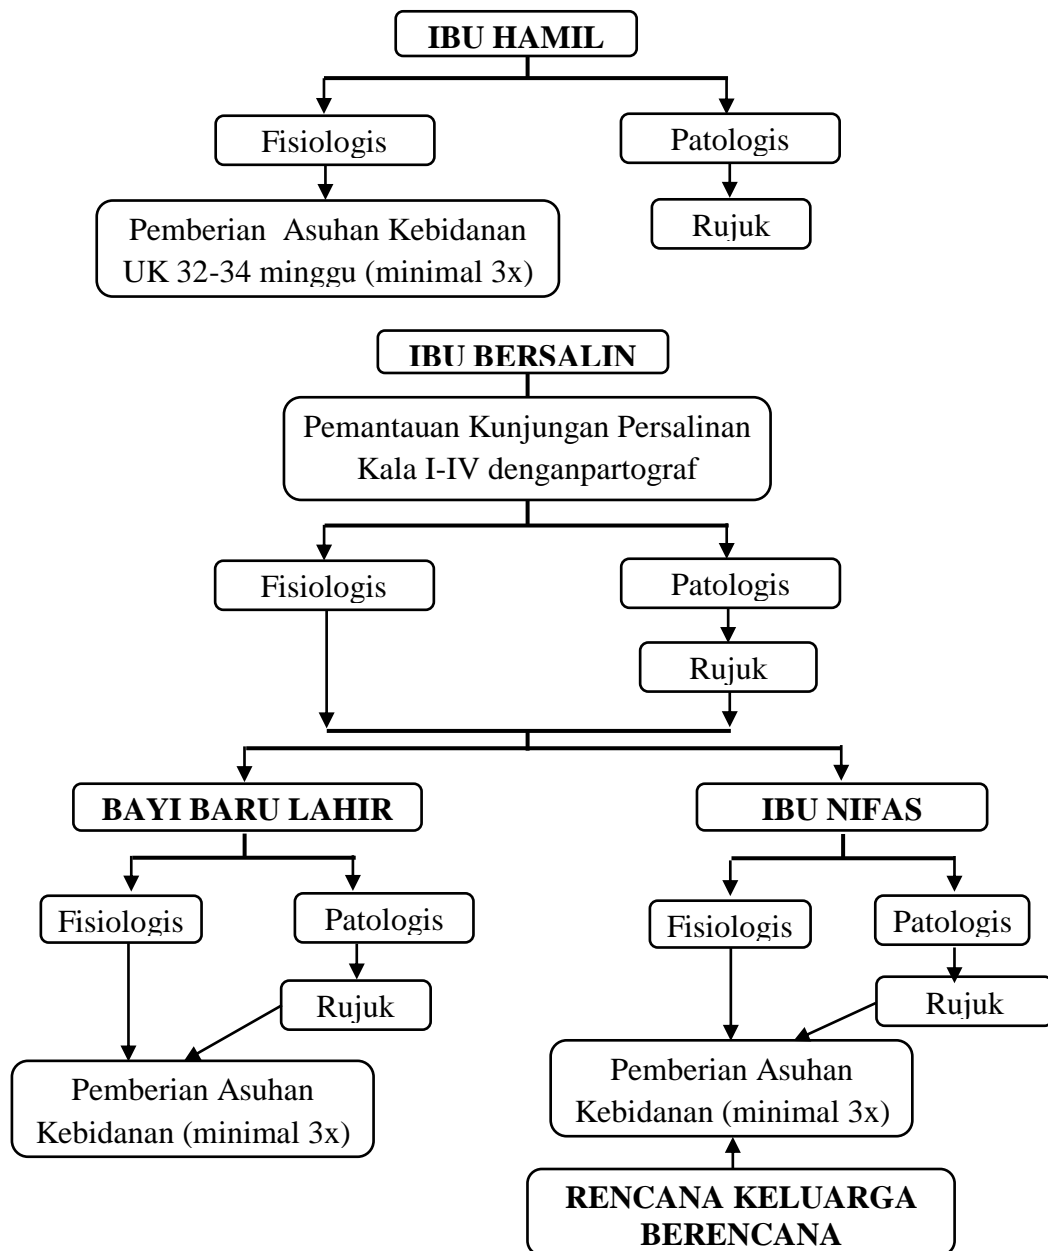 IBU HAMIL
Fisiologis
Patologis
Pemberian Asuhan Kebidanan
UK 32-34 minggu (minimal 3x)
Rujuk
IBU BERSALIN
Pemantauan Kunjungan Persalinan
Kala I-IV denganpartograf
Fisiologis
Patologis
Rujuk
BAYI BARU LAHIR
IBU NIFAS
Fisiologis
Patologis
Fisiologis
Patologis
Rujuk
Rujuk
Pemberian Asuhan
Kebidanan (minimal 3x)
Pemberian Asuhan
Kebidanan (minimal 3x)
RENCANA KELUARGA
BERENCANA